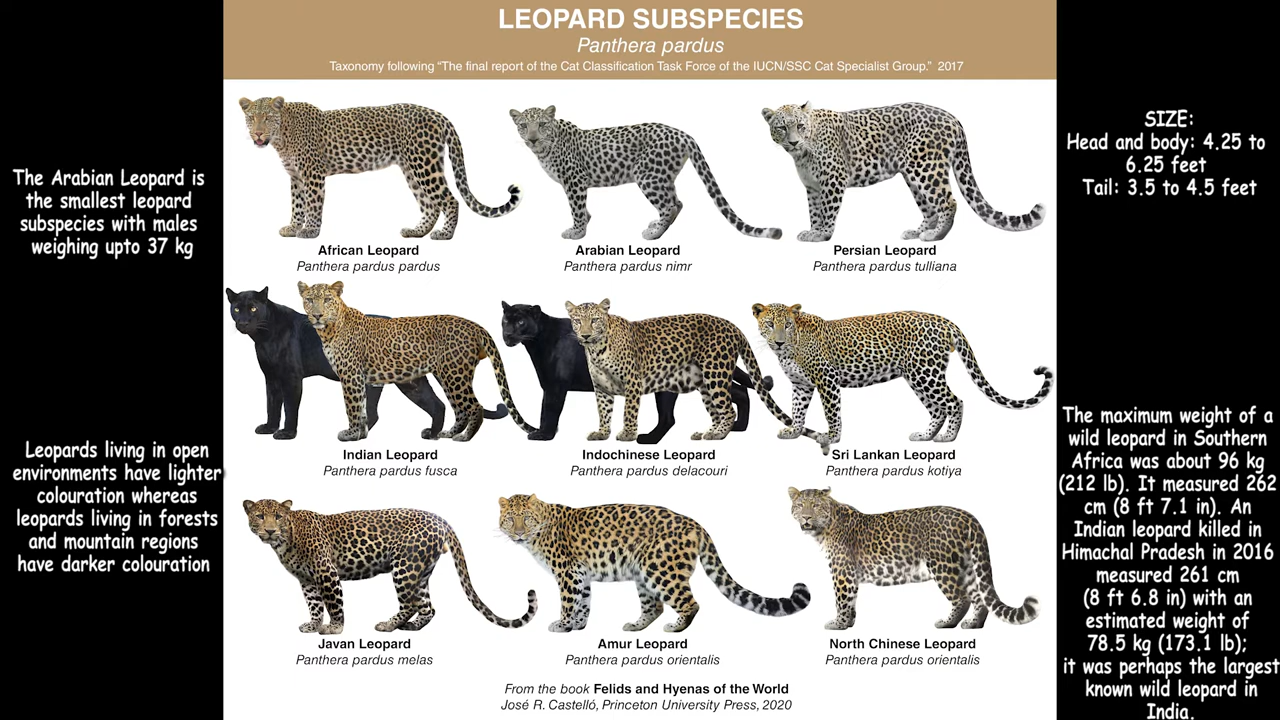 LEOPARD SUBSPECIES
Panthera pardus
Taxonomy following “The final report of the Cat Classification Task Force of the IUCN/SSC Cat Specialist Group.” 2017
The Arabian Leopard is
the smallest leopard
subspecies with males
weighing upto 37 kg
Leopards living in open
environments have lighter
colouration whereas
leopards living in forests
and mountain regions
have darker colouration
African Leopard
Panthera pardus pardus
Arabian Leopard
Panthera pardus nimr
Persian Leopard
Panthera pardus tulliana
Indian Leopard
Panthera pardus fusca
Indochinese Leopard
Panthera pardus delacouri
Sri Lankan Leopard
Panthera pardus kotiya
Javan Leopard
Panthera pardus melas
Amur Leopard
Panthera pardus orientalis
North Chinese Leopard
Panthera pardus orientalis
From the book Felids and Hyenas of the World
José R. Castelló, Princeton University Press, 2020
SIZE:
Head and body: 4.25 to
6.25 feet
Tail: 3.5 to 4.5 feet
The maximum weight of a
wild leopard in Southern
Africa was about 96 kg
(212 lb). It measured 262
cm (8 ft 7.1 in). An
Indian leopard killed in
Himachal Pradesh in 2016
measured 261 cm
(8 ft 6.8 in) with an
estimated weight of
78.5 kg (173.1 lb);
it was perhaps the largest
known wild leopard in
India.